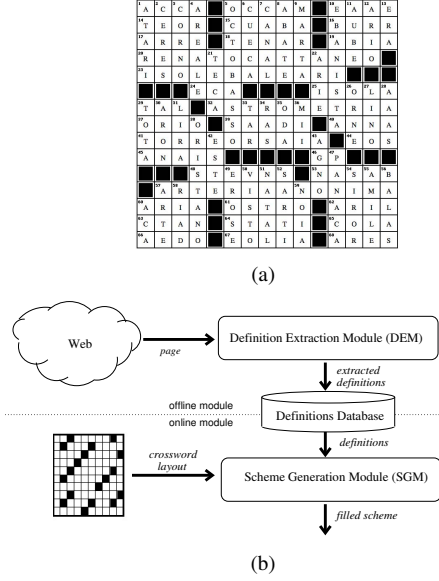 A C C A O C C A M E A A E
T E O R C U A B A B U R R
A R R E T E N A R A B I A
R E N A T O C A T T A N E O
I S O L E B A L E A R I
E C A I S O L A
T A L A S T R O M E T R I A
O R I O S A A D I A N N A
T O R R E O R S A I A E O S
A N A I S G P
S T E V N S N A S A B
A R T E R I A A N O N I M A
A R I A O S T R O A R I L
C T A N S T A T I C O L A
A E D O E O L I A A R E S
(a)
Web
page
Definition Extraction Module (DEM)
extracted
definitions
offline module
online module
Definitions Database
definitions
crossword
layout
Scheme Generation Module (SGM)
filled scheme
(b)